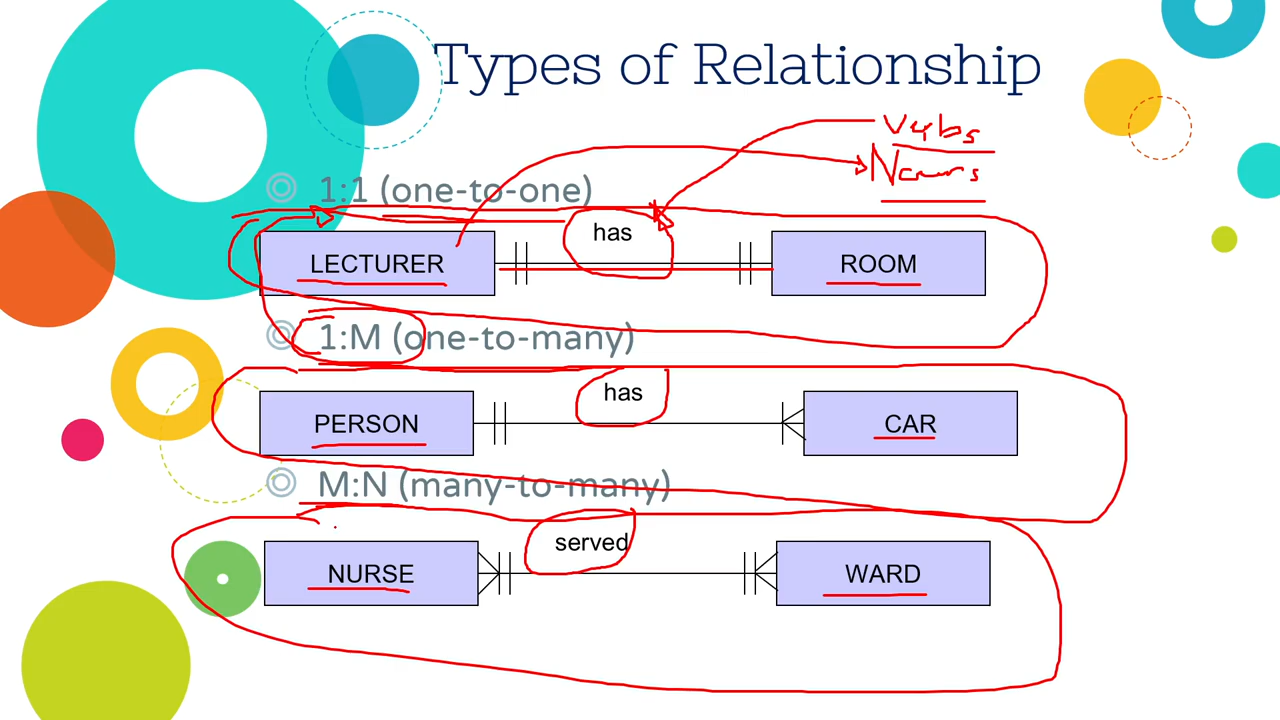 Types of Relationship
Verbs
Nouns
1:1 (one-to-one)
has
LECTURER
ROOM
1:M (one-to-many)
has
PERSON
CAR
M:N (many-to-many)
served
NURSE
WARD